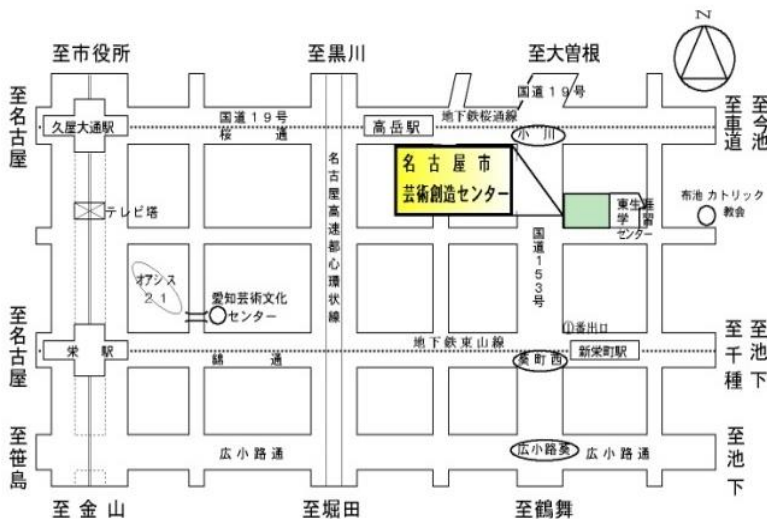 N
至市役所
至黒川
至大曽根
国道19号
至名古屋
久屋大通駅
国道19号
桜通
高岳駅
地下鉄桜通線
小川
至車道
至今池
名古屋市
芸術創造センター
名古屋高速都心環状線
テレビ塔
東生涯
学習
センター
布池カトリック
教会
国道153号
オアシス
21
愛知芸術文化
センター
①番出口
至名古屋
栄駅
錦通
地下鉄東山線
葵町西
新栄町駅
至千種
至池下
至笹島
広小路通
広小路葵
広小路通
至池下
至金山
至堀田
至鶴舞